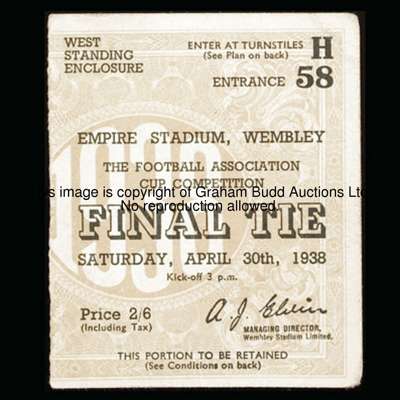 WEST
STANDING
ENCLOSURE
ENTER AT TURNSTILES
(See Plan on back)
H
ENTRANCE 58
EMPIRE STADIUM, WEMBLEY
THE FOOTBALL ASSOCIATION
CUP COMPETITION
s image is copyright of Graham Budd Auctions Lt
No reproduction allowed
1938
FINAL TIE
SATURDAY, APRIL 30th, 1938
Kick-off 3 p.m.
Price 2/6
(Including Tax)
A. J. Elvin
MANAGING DIRECTOR,
Wembley Stadium Limited.
THIS PORTION TO BE RETAINED
(See Conditions on back)